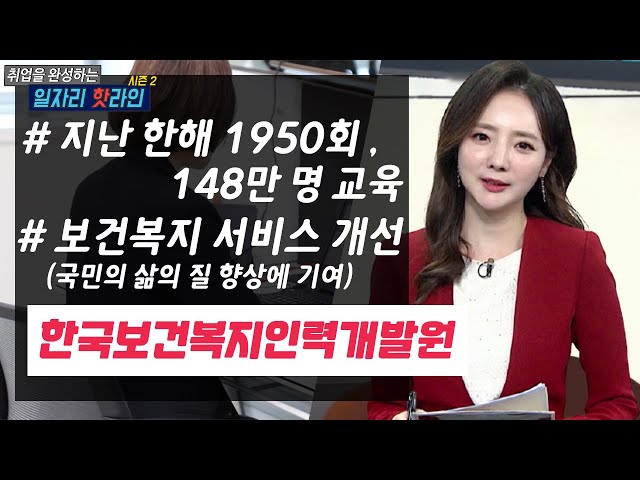 취업을 완성하는
시즌 2
일자리 핫라인
# 지난 한해 1950회 ,
148만 명 교육
# 보건복지 서비스 개선
(국민의 삶의 질 향상에 기여)
한국보건복지인력개발원